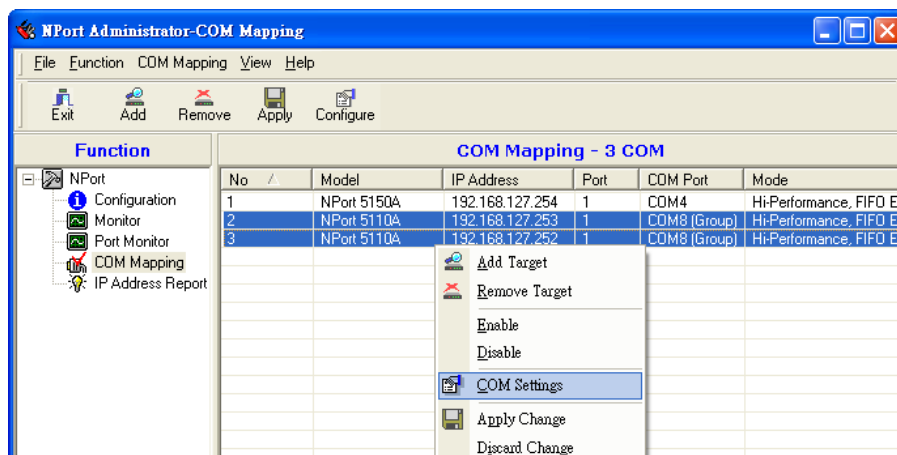 NPort Administrator-COM Mapping
File Function COM Mapping View Help
Exit Add Remove Apply Configure
Function
COM Mapping - 3 COM
NPort
Configuration
Monitor
Port Monitor
COM Mapping
IP Address Report
No Model IP Address Port COM Port Mode
1 NPort 5150A 192.168.127.254 1 COM4 Hi-Performance, FIFO E
2 NPort 5110A 192.168.127.253 1 COM8 (Group) Hi-Performance, FIFO E
3 NPort 5110A 192.168.127.252 1 COM8 (Group) Hi-Performance, FIFO E
Add Target
Remove Target
Enable
Disable
COM Settings
Apply Change
Discard Change